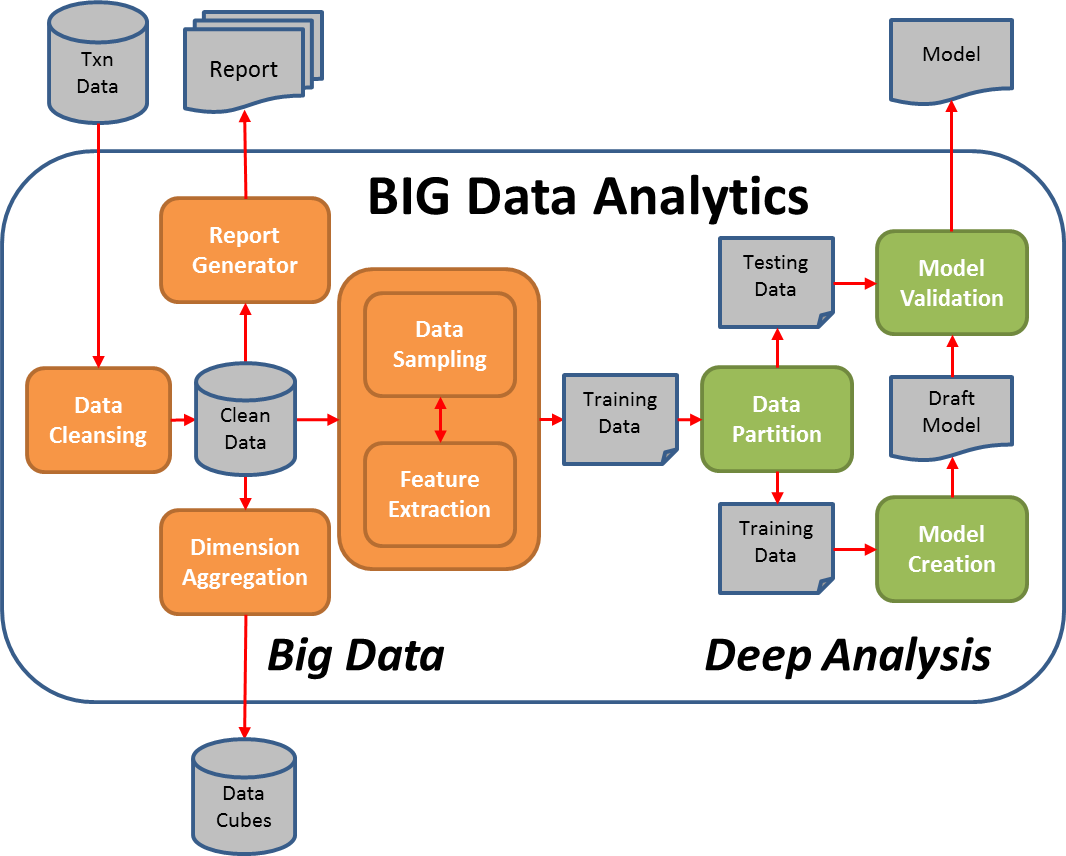 Txn
Data
Report
Model
BIG Data Analytics
Report
Generator
Testing
Data
Model
Validation
Data
Sampling
Data
Cleansing
Clean
Data
Training
Data
Data
Partition
Draft
Model
Feature
Extraction
Dimension
Aggregation
Training
Data
Model
Creation
Big Data
Deep Analysis
Data
Cubes